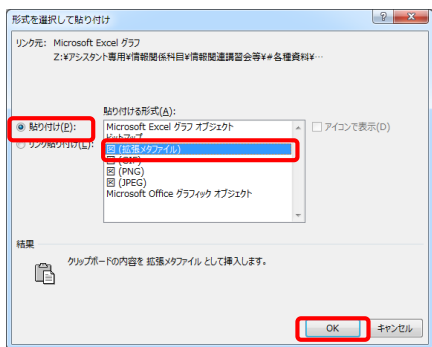 形式を選択して貼り付け
リンク元: Microsoft Excel グラフ
Z:¥アシスタント専用¥情報関係科目¥情報関連講習会等¥#各種資料¥…
貼り付ける形式(A):
貼り付け(P):
リンク貼り付け(L):
Microsoft Excel グラフ オブジェクト
ビットマップ
図 (拡張メタファイル)
図 (GIF)
図 (PNG)
図 (JPEG)
Microsoft Office グラフィック オブジェクト
アイコンで表示(D)
結果
クリップボードの内容を 拡張メタファイル として挿入します。
OK
キャンセル